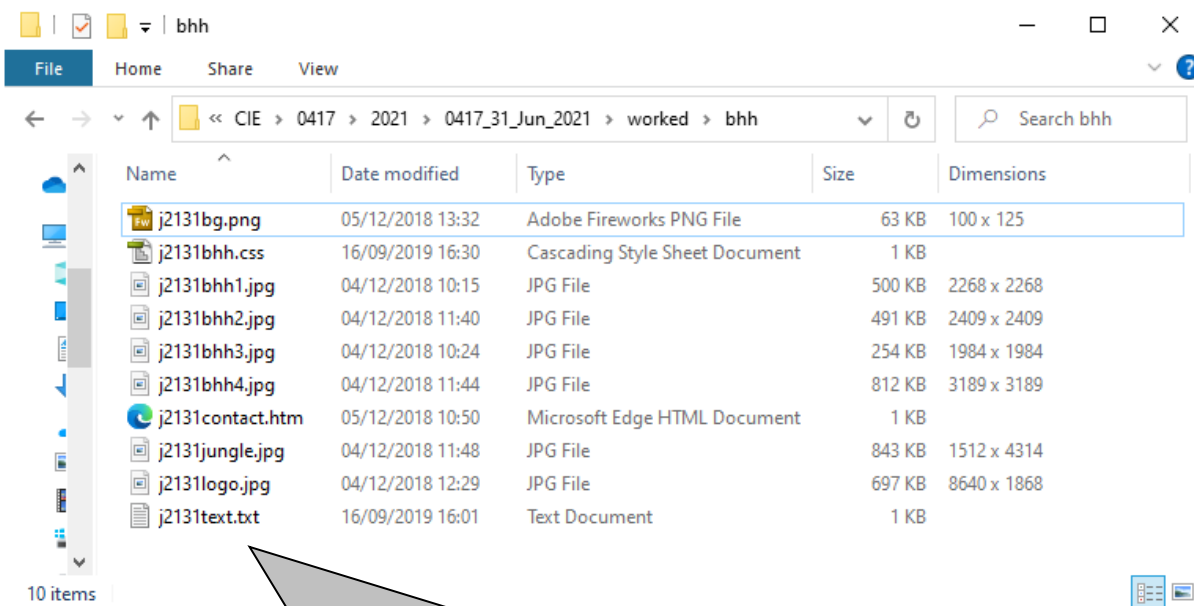 bhh
File Home Share View
« CIE > 0417 > 2021 > 0417_31_Jun_2021 > worked > bhh Search bhh
Name Date modified Type Size Dimensions
j2131bg.png 05/12/2018 13:32 Adobe Fireworks PNG File 63 KB 100 x 125
j2131bhh.css 16/09/2019 16:30 Cascading Style Sheet Document 1 KB
j2131bhh1.jpg 04/12/2018 10:15 JPG File 500 KB 2268 x 2268
j2131bhh2.jpg 04/12/2018 11:40 JPG File 491 KB 2409 x 2409
j2131bhh3.jpg 04/12/2018 10:24 JPG File 254 KB 1984 x 1984
j2131bhh4.jpg 04/12/2018 11:44 JPG File 812 KB 3189 x 3189
j2131contact.htm 05/12/2018 10:50 Microsoft Edge HTML Document 1 KB
j2131jungle.jpg 04/12/2018 11:48 JPG File 843 KB 1512 x 4314
j2131logo.jpg 04/12/2018 12:29 JPG File 697 KB 8640 x 1868
j2131text.txt 16/09/2019 16:01 Text Document 1 KB
10 items